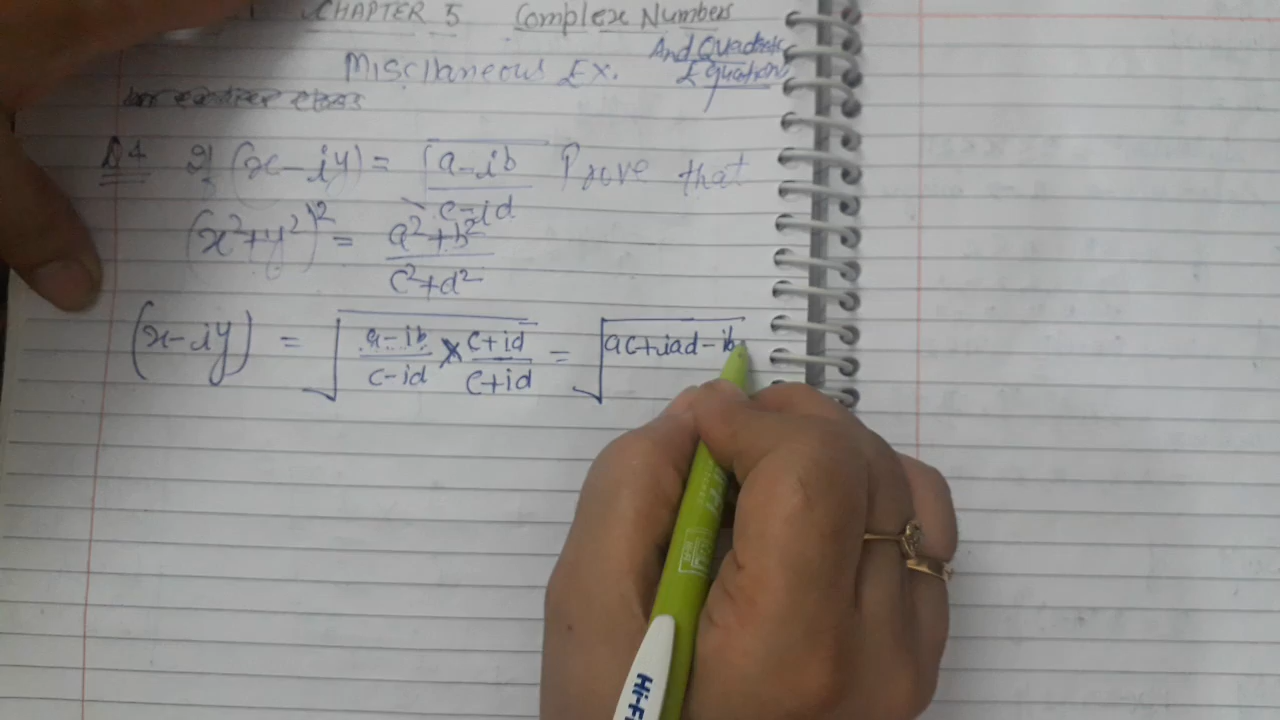 CHAPTER 5 Complex Numbers
And Quadratic
Miscllaneous Ex. Equations
Q4 If (x-iy) = √(a-ib/c-id) Prove that
(x²+y²)² = a²+b²/c²+d²
(x-iy) = √(a-ib/c-id × c+id/c+id) = √ac+iad-ib
Hi-F